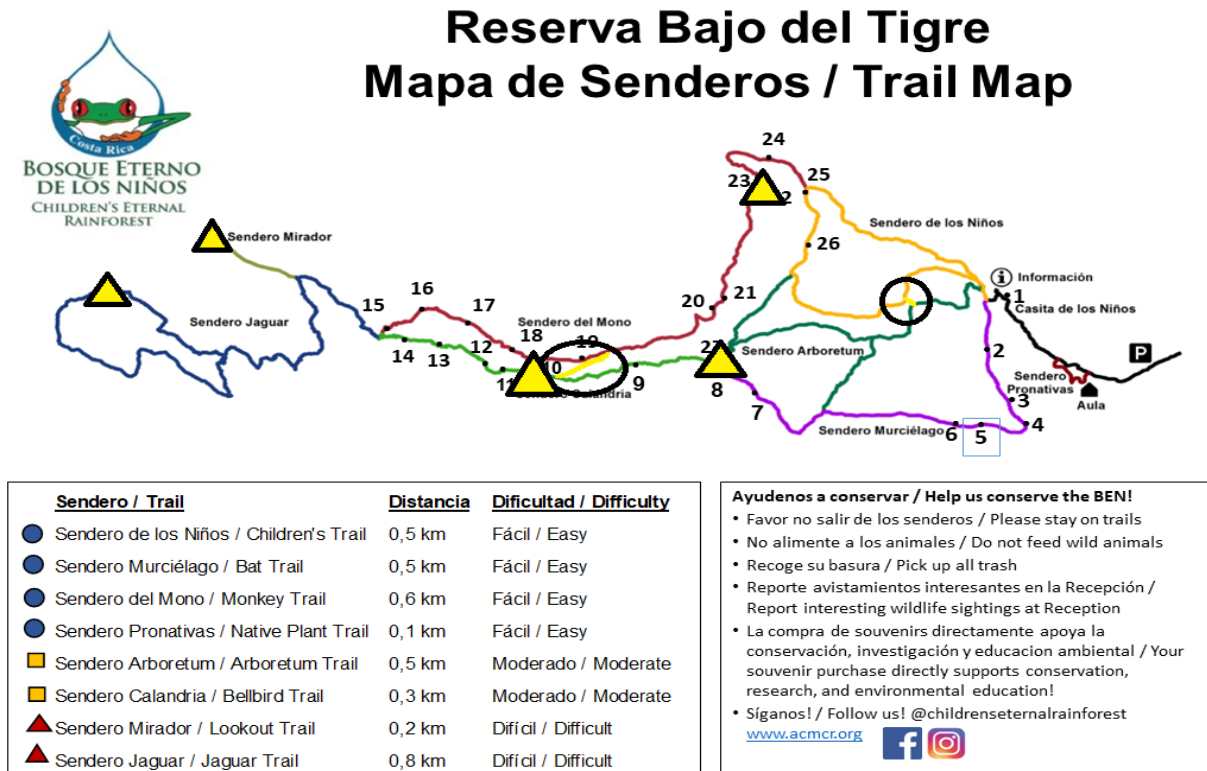 Reserva Bajo del Tigre
Mapa de Senderos / Trail Map
Costa Rica
BOSQUE ETERNO
DE LOS NIÑOS
CHILDREN'S ETERNAL
RAINFOREST
24
23
25
Sendero de los Niños
Sendero Mirador
26
i Información
1
Casita de los Niños
16
20
21
15
17
Sendero Jaguar
Sendero del Mono
18
19
14
13
12
11
10
9
Sendero Calandria
Sendero Arboretum
2
P
Sendero
Pronativas
Aula
8
7
3
Sendero Murciélago
6
5
4
Sendero / Trail Distancia Dificultad / Difficulty
Sendero de los Niños / Children's Trail 0,5 km Fácil / Easy
Sendero Murciélago / Bat Trail 0,5 km Fácil / Easy
Sendero del Mono / Monkey Trail 0,6 km Fácil / Easy
Sendero Pronativas / Native Plant Trail 0,1 km Fácil / Easy
Sendero Arboretum / Arboretum Trail 0,5 km Moderado / Moderate
Sendero Calandria / Bellbird Trail 0,3 km Moderado / Moderate
Sendero Mirador / Lookout Trail 0,2 km Difícil / Difficult
Sendero Jaguar / Jaguar Trail 0,8 km Difícil / Difficult
Ayudenos a conservar / Help us conserve the BEN!
• Favor no salir de los senderos / Please stay on trails
• No alimente a los animales / Do not feed wild animals
• Recoge su basura / Pick up all trash
• Reporte avistamientos interesantes en la Recepción /
Report interesting wildlife sightings at Reception
• La compra de souvenirs directamente apoya la
conservación, investigación y educacion ambiental / Your
souvenir purchase directly supports conservation,
research, and environmental education!
• Síganos! / Follow us! @childrenseternalrainforest
www.acmcr.org